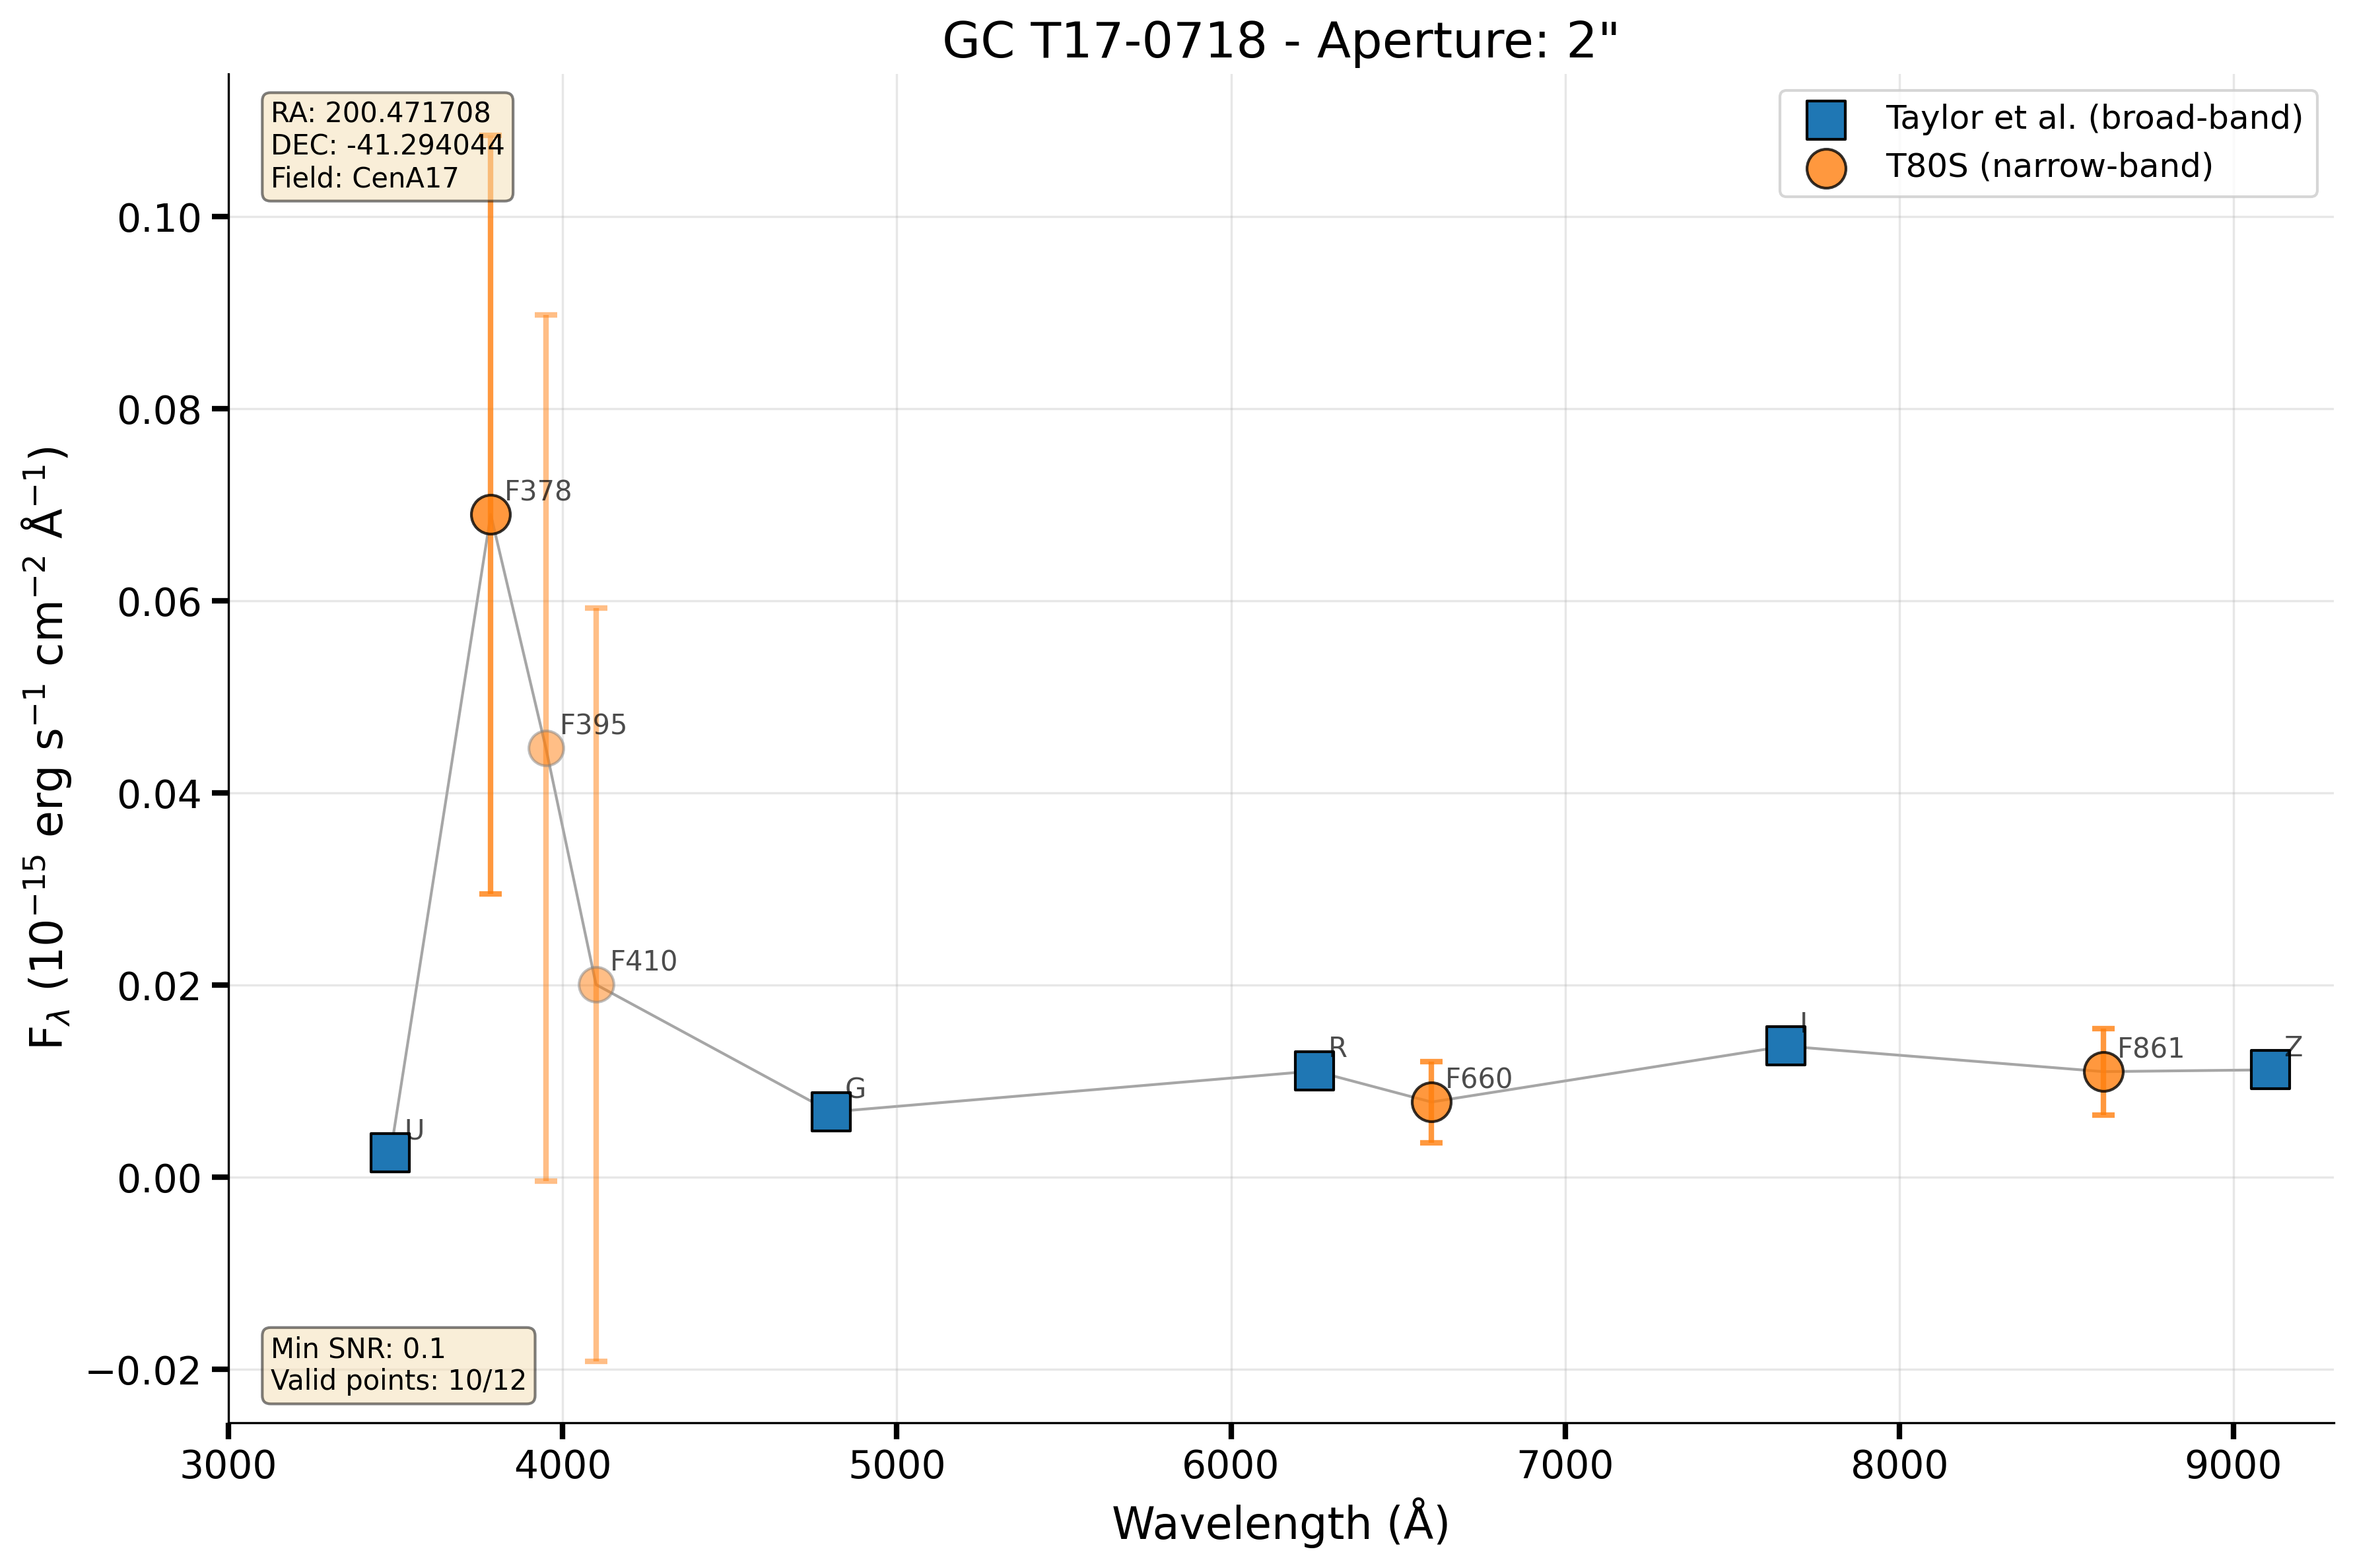 GC T17-0718 - Aperture: 2"
RA: 200.471708
DEC: -41.294044
Field: CenA17
Taylor et al. (broad-band)
T80S (narrow-band)
0.10
0.08
0.06
0.04
0.02
0.00
−0.02
F_λ (10⁻¹⁵ erg s⁻¹ cm⁻² Å⁻¹)
F378
F395
F410
U
G
R
F660
I
F861
Z
Min SNR: 0.1
Valid points: 10/12
3000 4000 5000 6000 7000 8000 9000
Wavelength (Å)